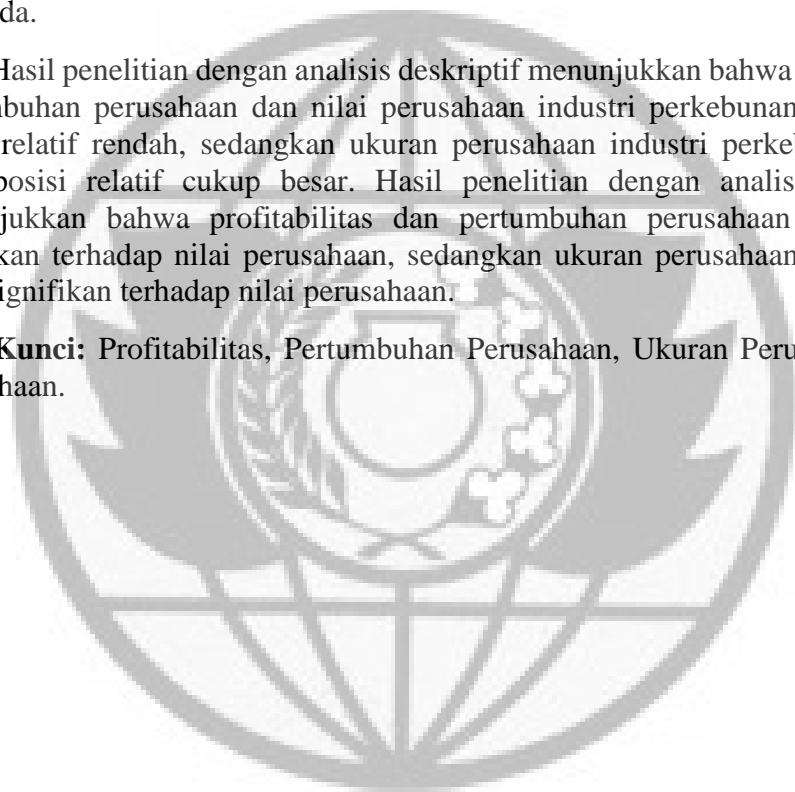 da.
Hasil penelitian dengan analisis deskriptif menunjukkan bahwa
buhan perusahaan dan nilai perusahaan industri perkebunan
relatif rendah, sedangkan ukuran perusahaan industri perke
posisi relatif cukup besar. Hasil penelitian dengan analis
jukkan bahwa profitabilitas dan pertumbuhan perusahaan
kan terhadap nilai perusahaan, sedangkan ukuran perusahaan
ignifikan terhadap nilai perusahaan.
Kunci: Profitabilitas, Pertumbuhan Perusahaan, Ukuran Peru
haan.